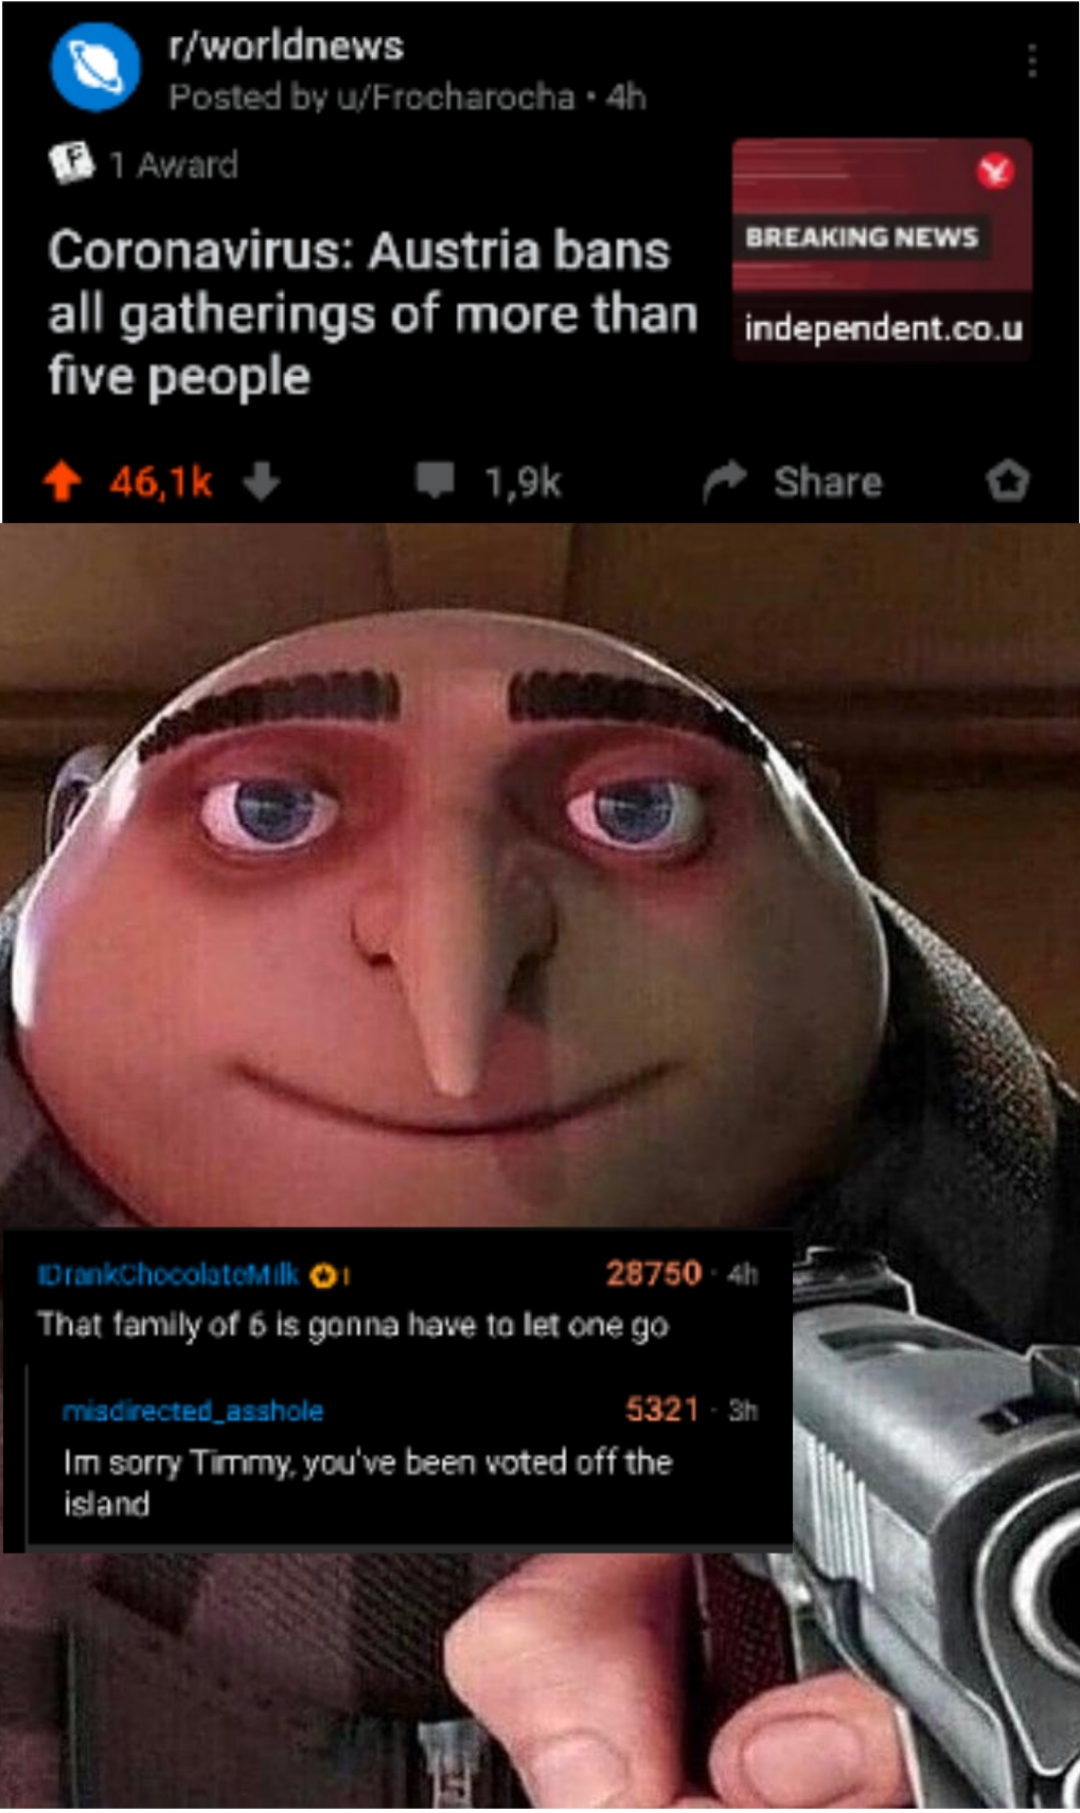 r/worldnews
Posted by u/Frocharocha • 4h
1 Award
Coronavirus: Austria bans
all gatherings of more than
five people
BREAKING NEWS
independent.co.u
46,1k
1,9k
Share
IDrankChocolateMilk 1 28750 · 4h
That family of 6 is gonna have to let one go
misdirected_asshole 5321 · 3h
Im sorry Timmy, you've been voted off the
island